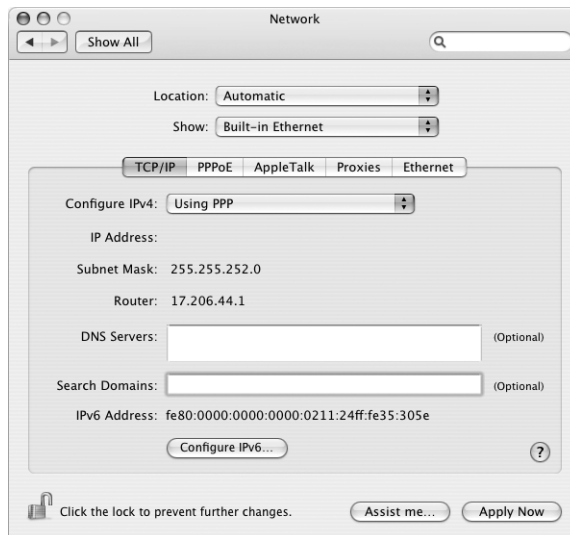 Network
Show All
Location: Automatic
Show: Built-in Ethernet
TCP/IP PPPoE AppleTalk Proxies Ethernet
Configure IPv4: Using PPP
IP Address:
Subnet Mask: 255.255.252.0
Router: 17.206.44.1
DNS Servers: (Optional)
Search Domains: (Optional)
IPv6 Address: fe80:0000:0000:0000:0211:24ff:fe35:305e
Configure IPv6...
?
Click the lock to prevent further changes. Assist me... Apply Now